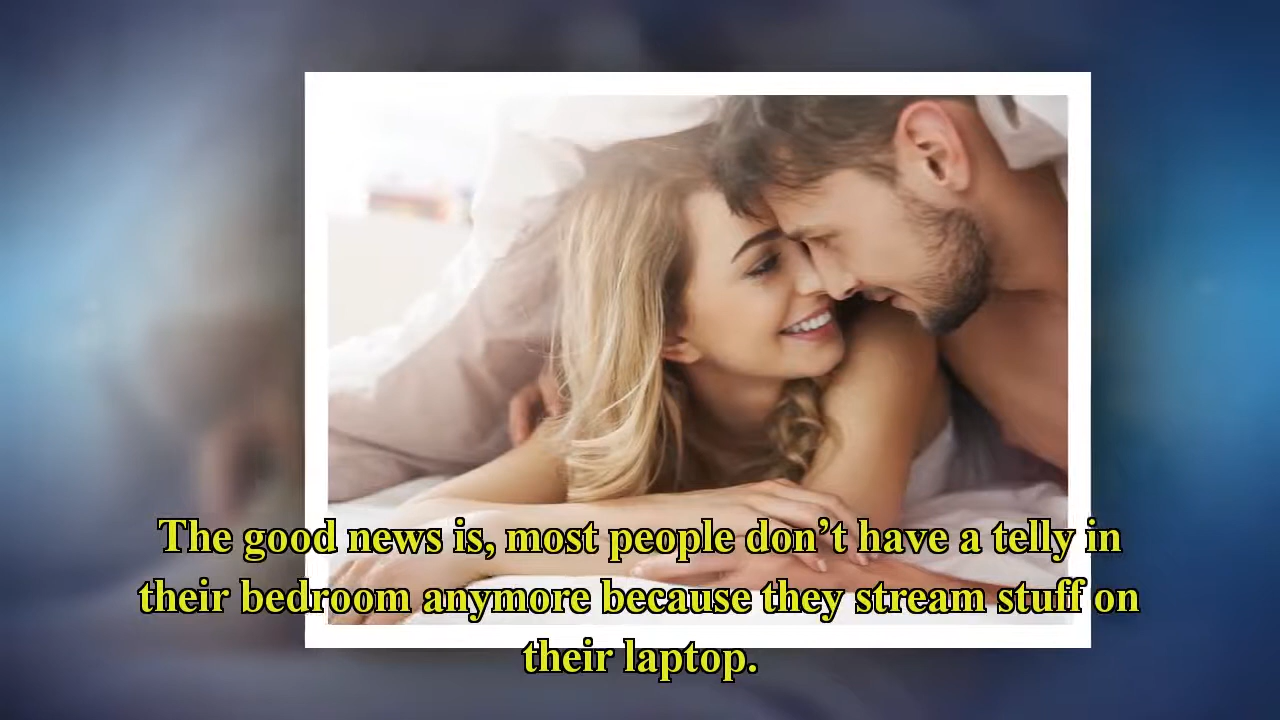 The good news is, most people don’t have a telly in
their bedroom anymore because they stream stuff on
their laptop.